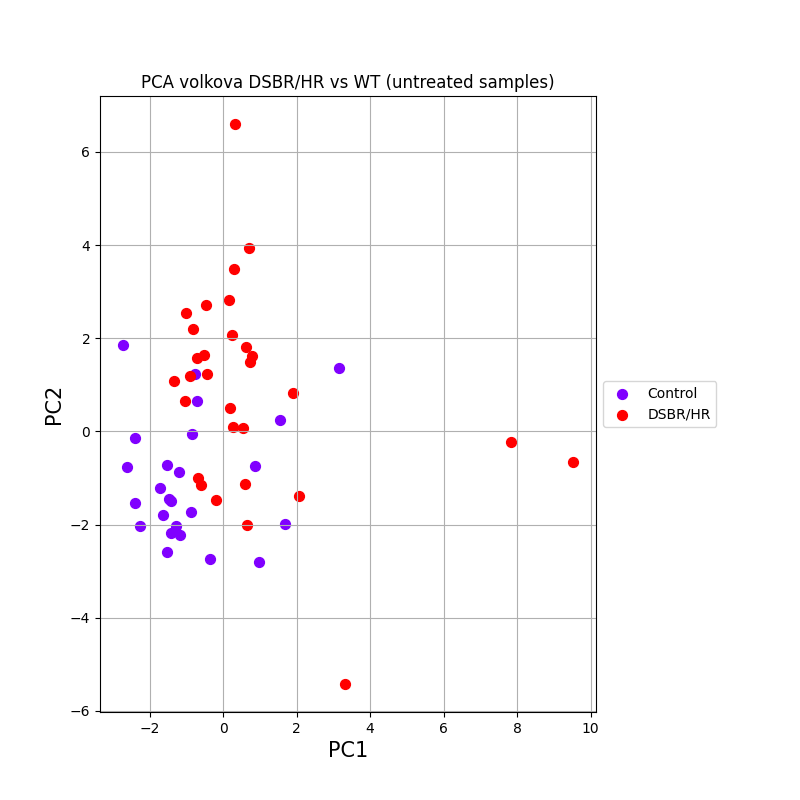 PCA volkova DSBR/HR vs WT (untreated samples)
6
4
2
0
−2
−4
−6
PC2
−2
0
2
4
6
8
10
PC1
Control
DSBR/HR